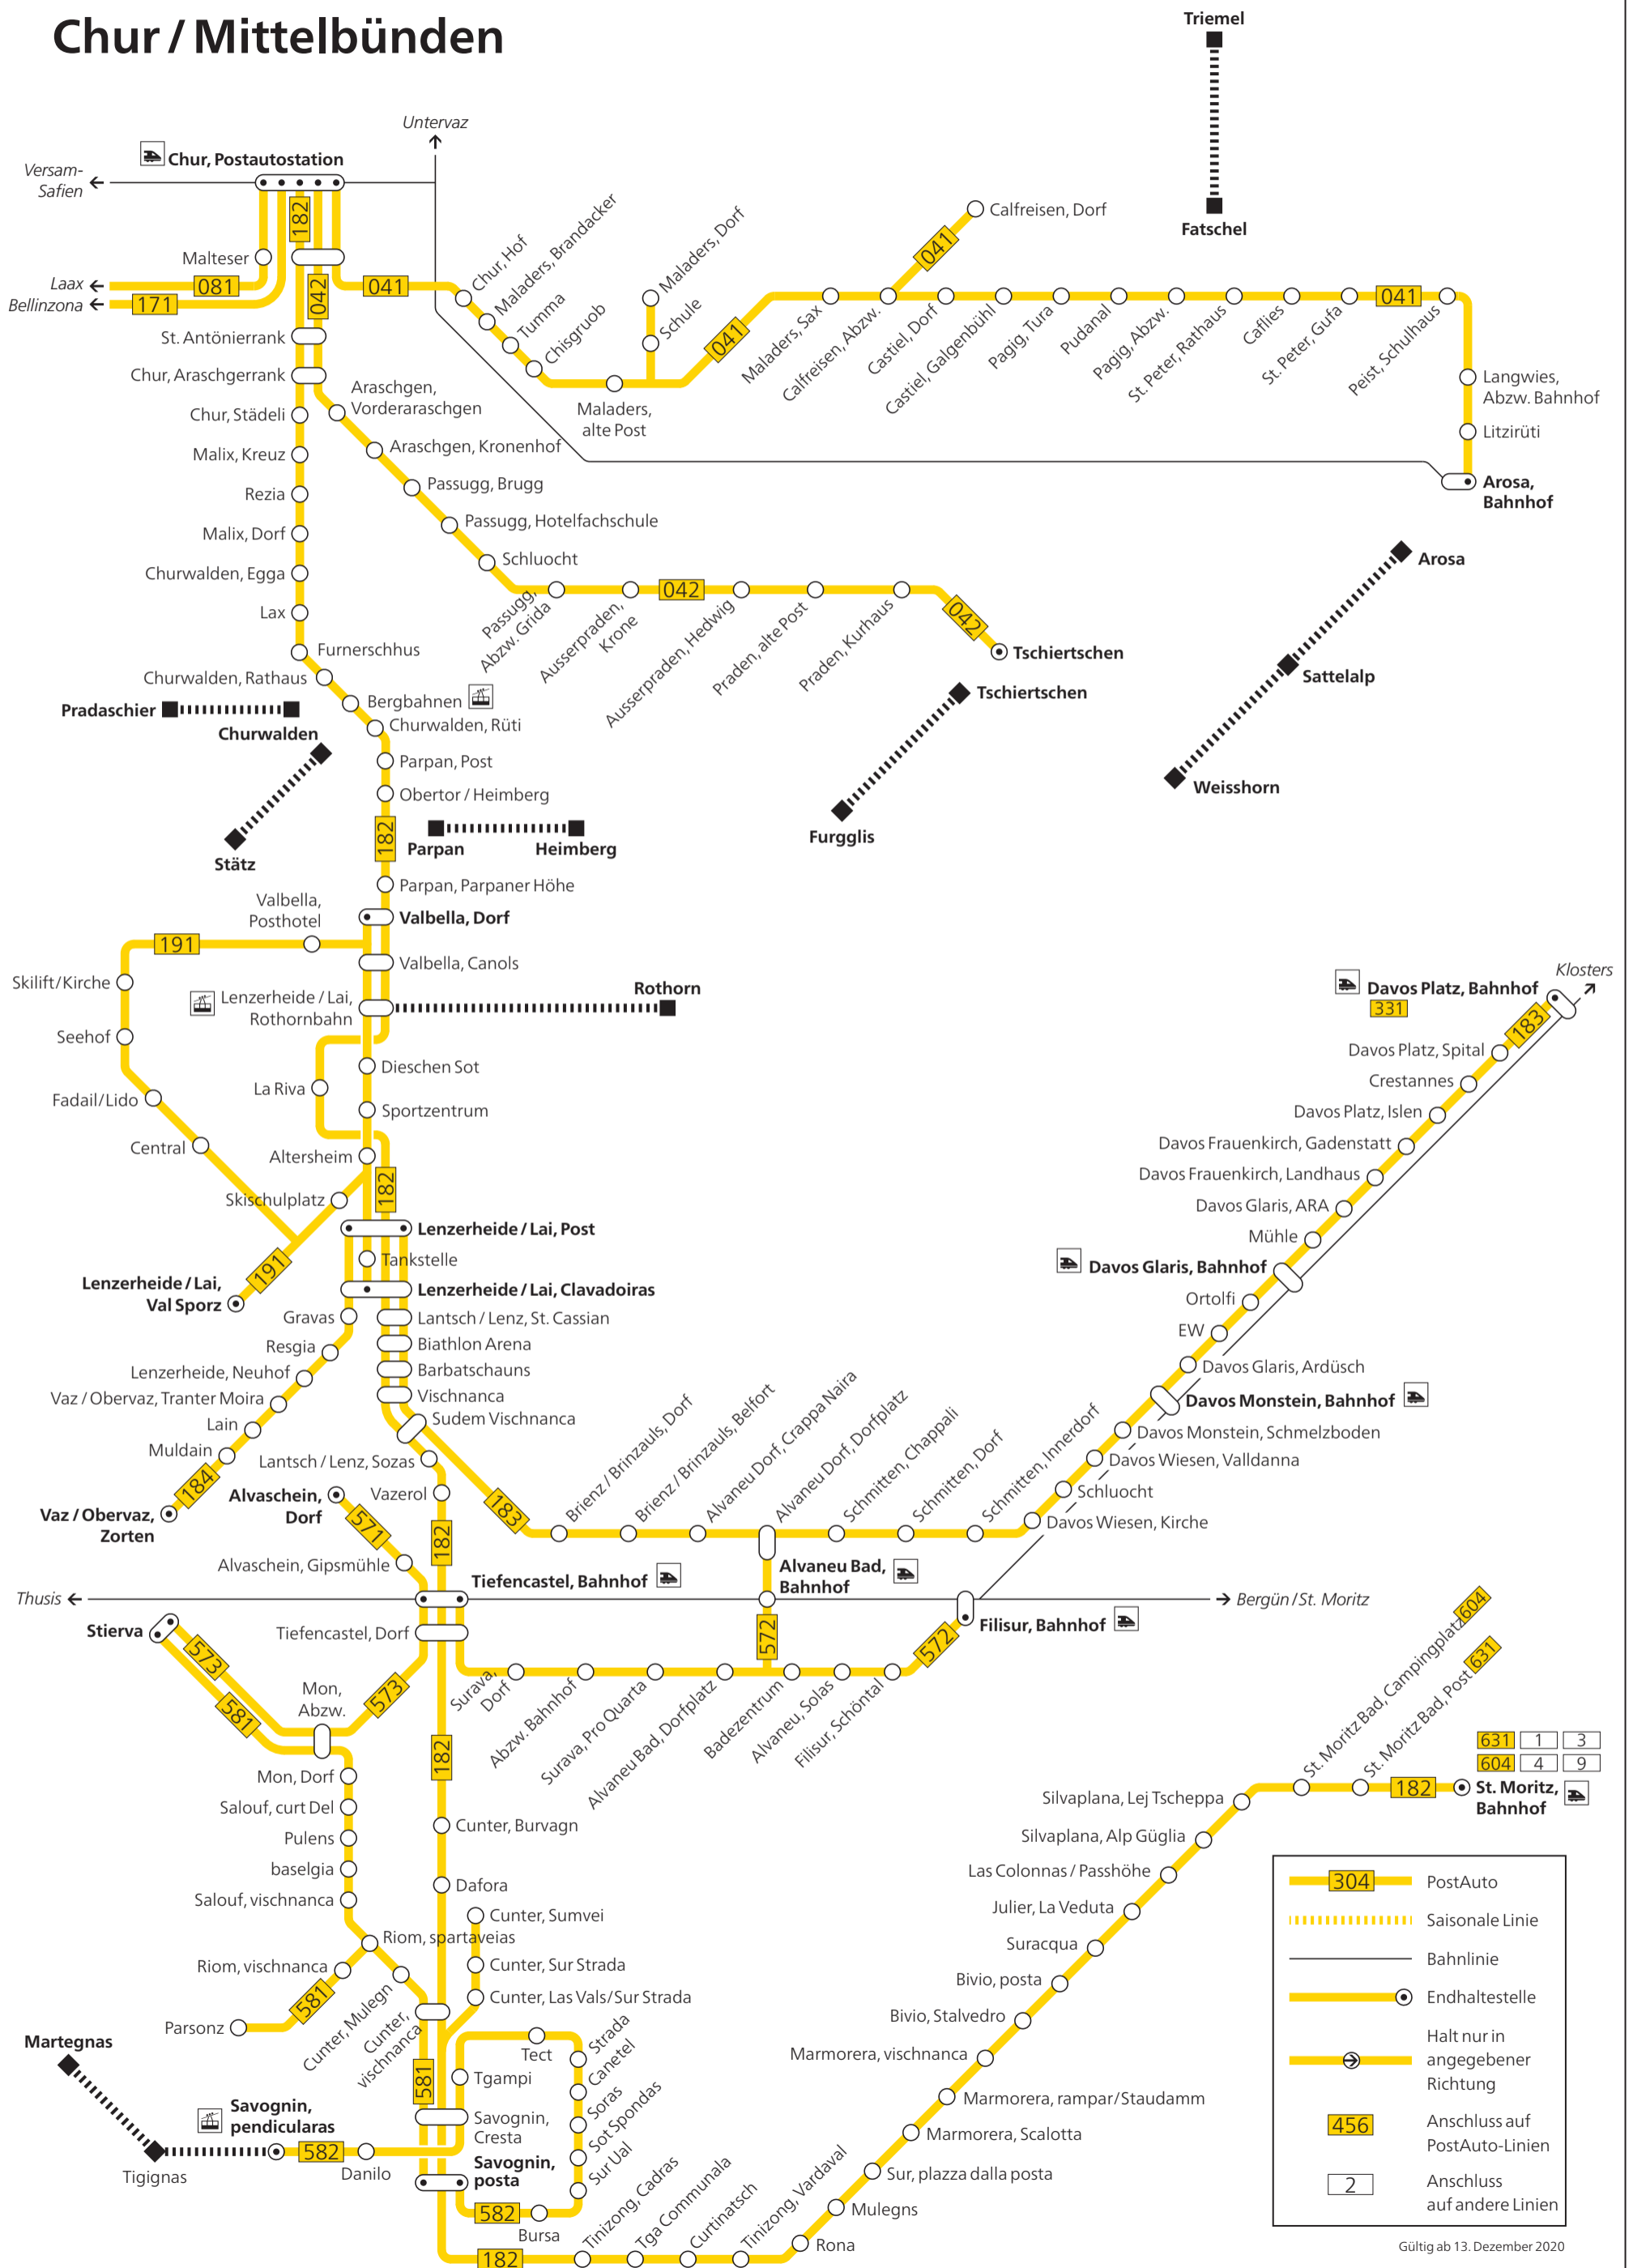 Chur / Mittelbünden
Triemel
Fatschel
Untervaz
Versam-
Safien
Chur, Postautostation
182
Malteser
Laax
081
Bellinzona
171
042
041
Chur, Hof
Maladers, Brandacker
Tumma
Chisgruob
Maladers,
alte Post
Maladers, Dorf
Schule
041
Maladers, Sax
Calfreisen, Abzw.
041
Calfreisen, Dorf
Castiel, Dorf
Castiel, Galgenbühl
Pagig, Tura
Pudanal
Pagig, Abzw.
St. Peter, Rathaus
Caflies
St. Peter, Gufa
041
Peist, Schulhaus
Langwies,
Abzw. Bahnhof
Litzirüti
Arosa,
Bahnhof
St. Antönierrank
Chur, Araschgerrank
Chur, Städeli
Malix, Kreuz
Rezia
Malix, Dorf
Churwalden, Egga
Lax
Furnerschhus
Churwalden, Rathaus
Bergbahnen
Churwalden, Rüti
Parpan, Post
Obertor / Heimberg
182
Parpan, Parpaner Höhe
Araschgen,
Vorderaraschgen
Araschgen, Kronenhof
Passugg, Brugg
Passugg, Hotelfachschule
Schluocht
Passugg,
Abzw. Grida
Ausserpraden,
Krone
042
Ausserpraden, Hedwig
Praden, alte Post
Praden, Kurhaus
042
Tschiertschen
Tschiertschen
Furgglis
Arosa
Sattelalp
Weisshorn
Pradaschier
Churwalden
Stätz
Parpan
Heimberg
Valbella,
Posthotel
Valbella, Dorf
191
Valbella, Canols
Skilift/Kirche
Lenzerheide / Lai,
Rothornbahn
Rothorn
Seehof
Dieschen Sot
La Riva
Fadail/Lido
Sportzentrum
Central
Altersheim
182
Skischulplatz
Lenzerheide / Lai, Post
191
Tankstelle
Lenzerheide / Lai,
Val Sporz
Lenzerheide / Lai, Clavadoiras
Gravas
Resgia
Lenzerheide, Neuhof
Vaz / Obervaz, Tranter Moira
Lain
Muldain
184
Vaz / Obervaz,
Zorten
Lantsch / Lenz, St. Cassian
Biathlon Arena
Barbatschauns
Vischnanca
Sudem Vischnanca
Lantsch / Lenz, Sozas
Vazerol
182
183
Brienz / Brinzauls, Dorf
Brienz / Brinzauls, Belfort
Alvaneu Dorf, Crappa Naira
Alvaneu Dorf, Dorfplatz
Schmitten, Chappali
Schmitten, Dorf
Schmitten, Innerdorf
Davos Wiesen, Kirche
Schluocht
Davos Wiesen, Valldanna
Davos Monstein, Schmelzboden
Davos Monstein, Bahnhof
Davos Glaris, Ardüsch
EW
Ortolfi
Davos Glaris, Bahnhof
Mühle
Davos Glaris, ARA
Davos Frauenkirch, Landhaus
Davos Frauenkirch, Gadenstatt
Davos Platz, Islen
Crestannes
Davos Platz, Spital
183
Davos Platz, Bahnhof
331
Klosters
Alvaschein,
Dorf
571
Alvaschein, Gipsmühle
Tiefencastel, Bahnhof
Thusis
Tiefencastel, Dorf
Alvaneu Bad,
Bahnhof
572
Bergün / St. Moritz
Filisur, Bahnhof
572
Surava,
Dorf
Abzw. Bahnhof
Surava, Pro Quarta
Alvaneu Bad, Dorfplatz
Badezentrum
Alvaneu, Solas
Filisur, Schöntal
Stierva
573
581
Mon,
Abzw.
573
182
Mon, Dorf
Salouf, curt Del
Pulens
baselgia
Salouf, vischnanca
Riom, spartaveias
Riom, vischnanca
581
Parsonz
Cunter, Mulegn
Cunter,
vischnanca
Cunter, Burvagn
Dafora
Cunter, Sumvei
Cunter, Sur Strada
Cunter, Las Vals/Sur Strada
581
Tect
Tgampi
Strada
Canetel
Soras
Sot Spondas
Sur Ual
Savognin,
Cresta
Savognin,
posta
582
Bursa
Martegnas
Tigignas
Savognin,
pendicularas
582
Danilo
182
Tinizong, Cadras
Tga Communala
Curtinatsch
Tinizong, Vardaval
Rona
Mulegns
Sur, plazza dalla posta
Marmorera, Scalotta
Marmorera, rampar/Staudamm
Marmorera, vischnanca
Bivio, Stalvedro
Bivio, posta
Suracqua
Julier, La Veduta
Las Colonnas / Passhöhe
Silvaplana, Alp Güglia
Silvaplana, Lej Tscheppa
St. Moritz Bad, Campingplatz 604
St. Moritz Bad, Post 631
182
631 1 3
604 4 9
St. Moritz,
Bahnhof
304 PostAuto
Saisonale Linie
Bahnlinie
Endhaltestelle
Halt nur in
angegebener
Richtung
456 Anschluss auf
PostAuto-Linien
2 Anschluss
auf andere Linien
Gültig ab 13. Dezember 2020